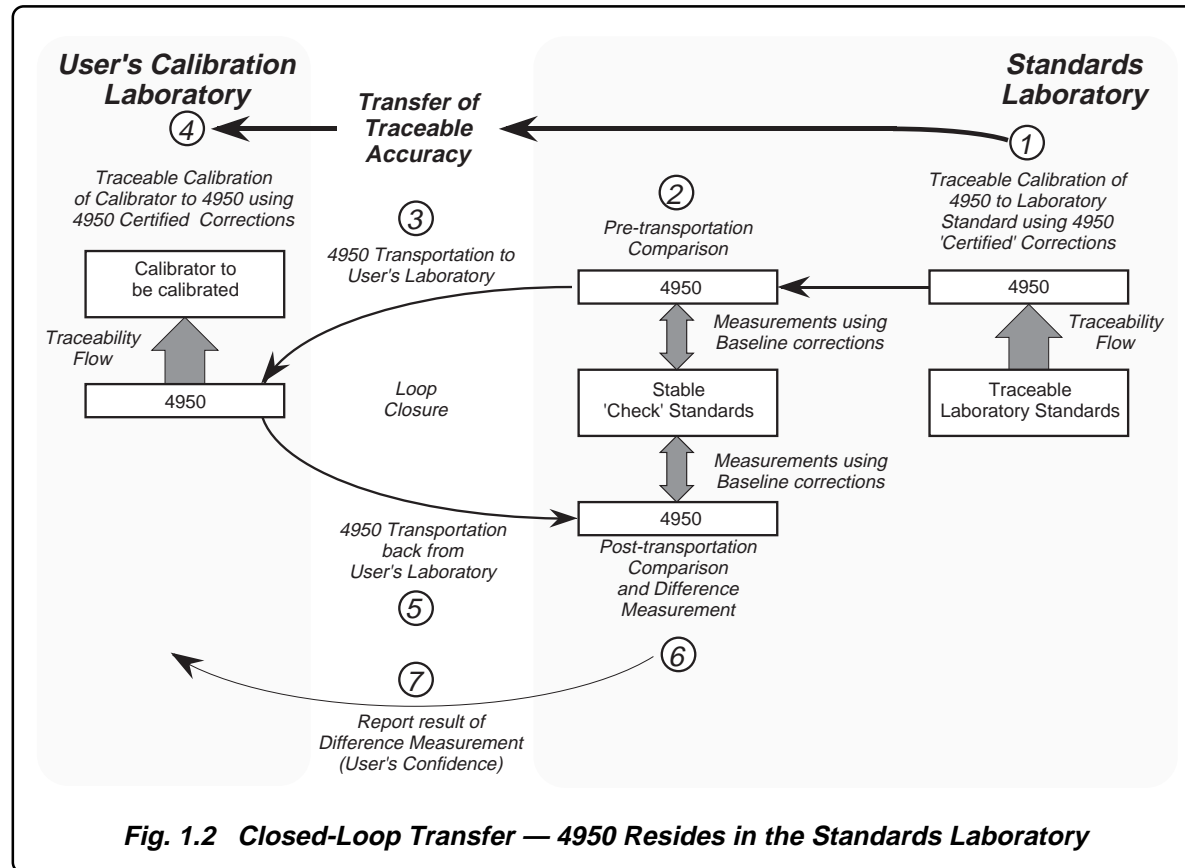 User's Calibration
Laboratory
Standards
Laboratory
Transfer of
Traceable
Accuracy
4
1
Traceable Calibration
of Calibrator to 4950 using
4950 Certified Corrections
3
4950 Transportation to
User's Laboratory
2
Pre-transportation
Comparison
Traceable Calibration of
4950 to Laboratory
Standard using 4950
'Certified' Corrections
Calibrator to
be calibrated
4950
4950
Traceability
Flow
Measurements using
Baseline corrections
Traceability
Flow
4950
Loop
Closure
Stable
'Check' Standards
Traceable
Laboratory Standards
Measurements using
Baseline corrections
4950
4950 Transportation
back from
User's Laboratory
5
Post-transportation
Comparison
and Difference
Measurement
6
7
Report result of
Difference Measurement
(User's Confidence)
Fig. 1.2 Closed-Loop Transfer — 4950 Resides in the Standards Laboratory